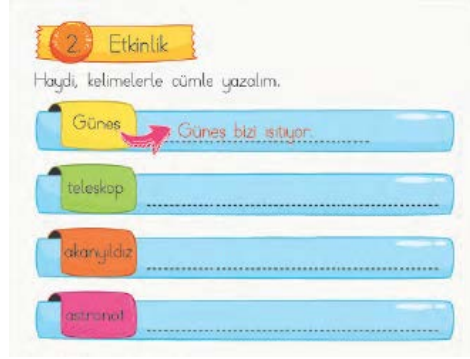 2. Etkinlik
Haydi, kelimelerle cümle yazalım.
Güneş
Güneş bizi ısıtıyor.
teleskop
akanyıldız
astronot